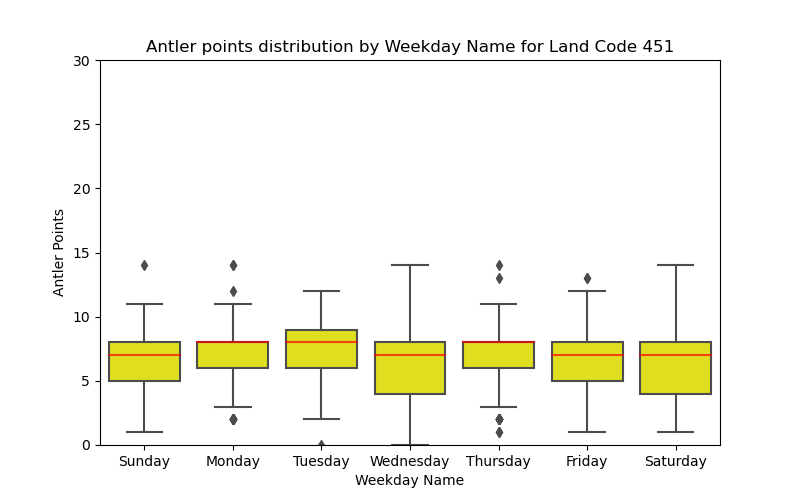 Antler points distribution by Weekday Name for Land Code 451
30
25
20
15
10
5
0
Antler Points
Sunday Monday Tuesday Wednesday Thursday Friday Saturday
Weekday Name